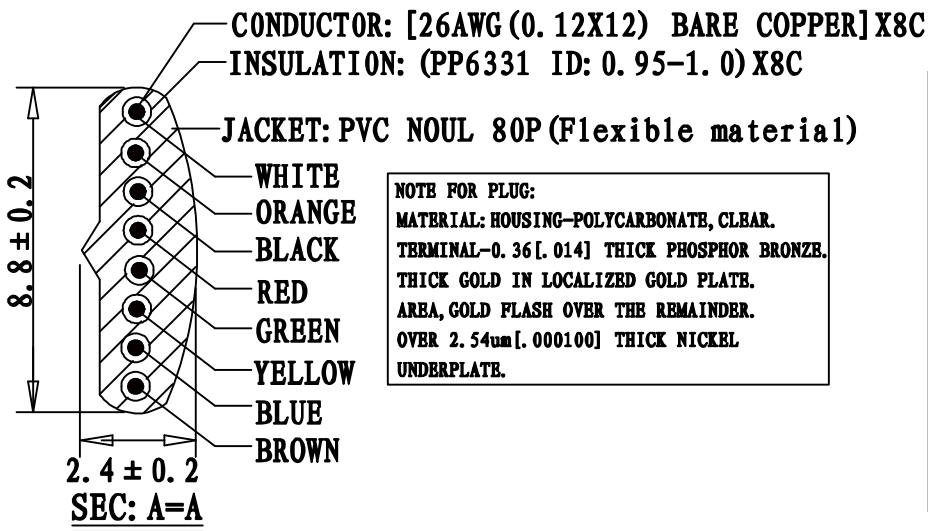 CONDUCTOR: [26AWG(0.12X12) BARE COPPER]X8C
INSULATION: (PP6331 ID: 0.95-1.0)X8C
JACKET: PVC NOUL 80P(Flexible material)
WHITE
ORANGE
BLACK
RED
GREEN
YELLOW
BLUE
BROWN
8.8±0.2
2.4±0.2
SEC: A=A
NOTE FOR PLUG:
MATERIAL: HOUSING-POLYCARBONATE, CLEAR.
TERMINAL-0.36[.014] THICK PHOSPHOR BRONZE.
THICK GOLD IN LOCALIZED GOLD PLATE.
AREA, GOLD FLASH OVER THE REMAINDER.
OVER 2.54um[.000100] THICK NICKEL
UNDERPLATE.